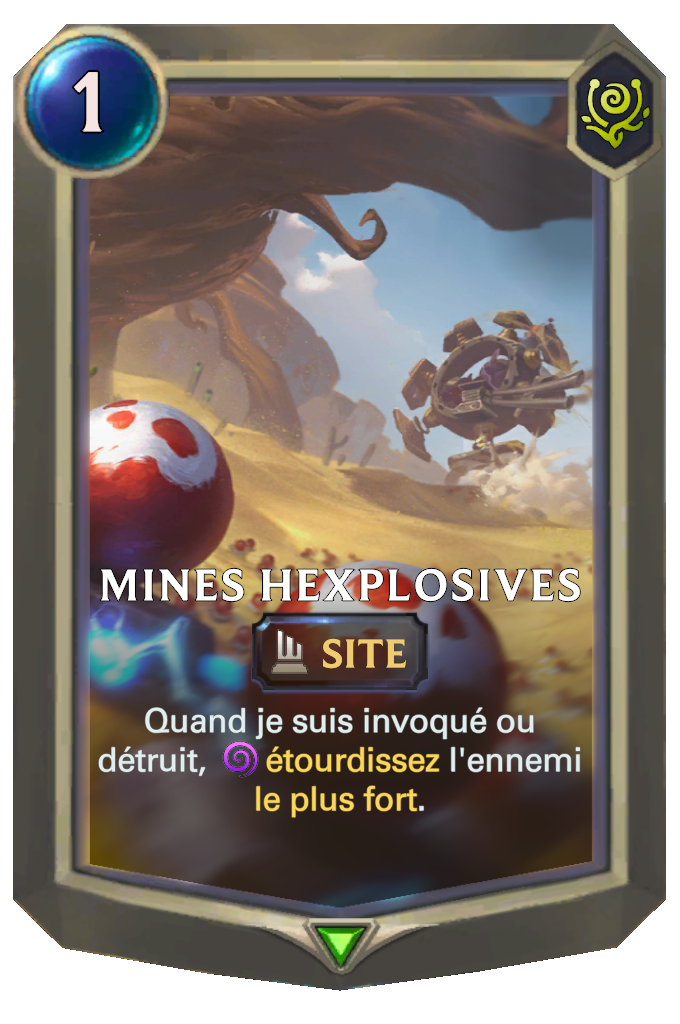 1
MINES HEXPLOSIVES
SITE
Quand je suis invoqué ou
détruit, étourdissez l'ennemi
le plus fort.